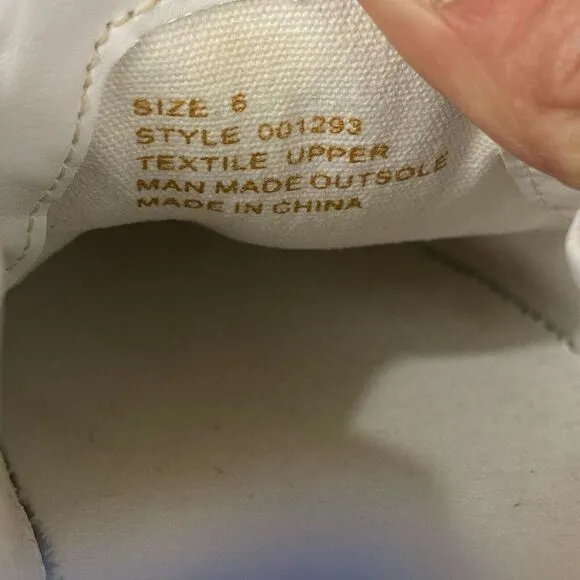 SIZE 6
STYLE 001293
TEXTILE UPPER
MAN MADE OUTSOLE
MADE IN CHINA